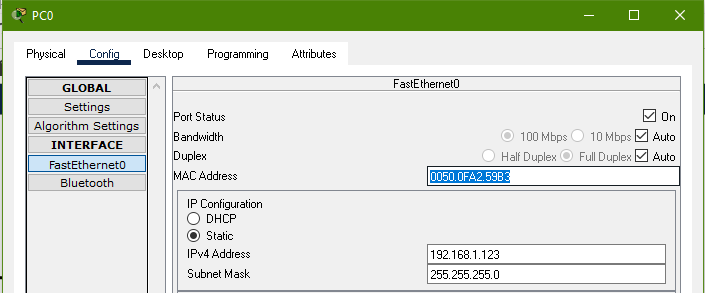 PC0
Physical Config Desktop Programming Attributes
GLOBAL
Settings
Algorithm Settings
INTERFACE
FastEthernet0
Bluetooth
FastEthernet0
Port Status On
Bandwidth 100 Mbps 10 Mbps Auto
Duplex Half Duplex Full Duplex Auto
MAC Address 0050.0FA2.59B3
IP Configuration
DHCP
Static
IPv4 Address 192.168.1.123
Subnet Mask 255.255.255.0